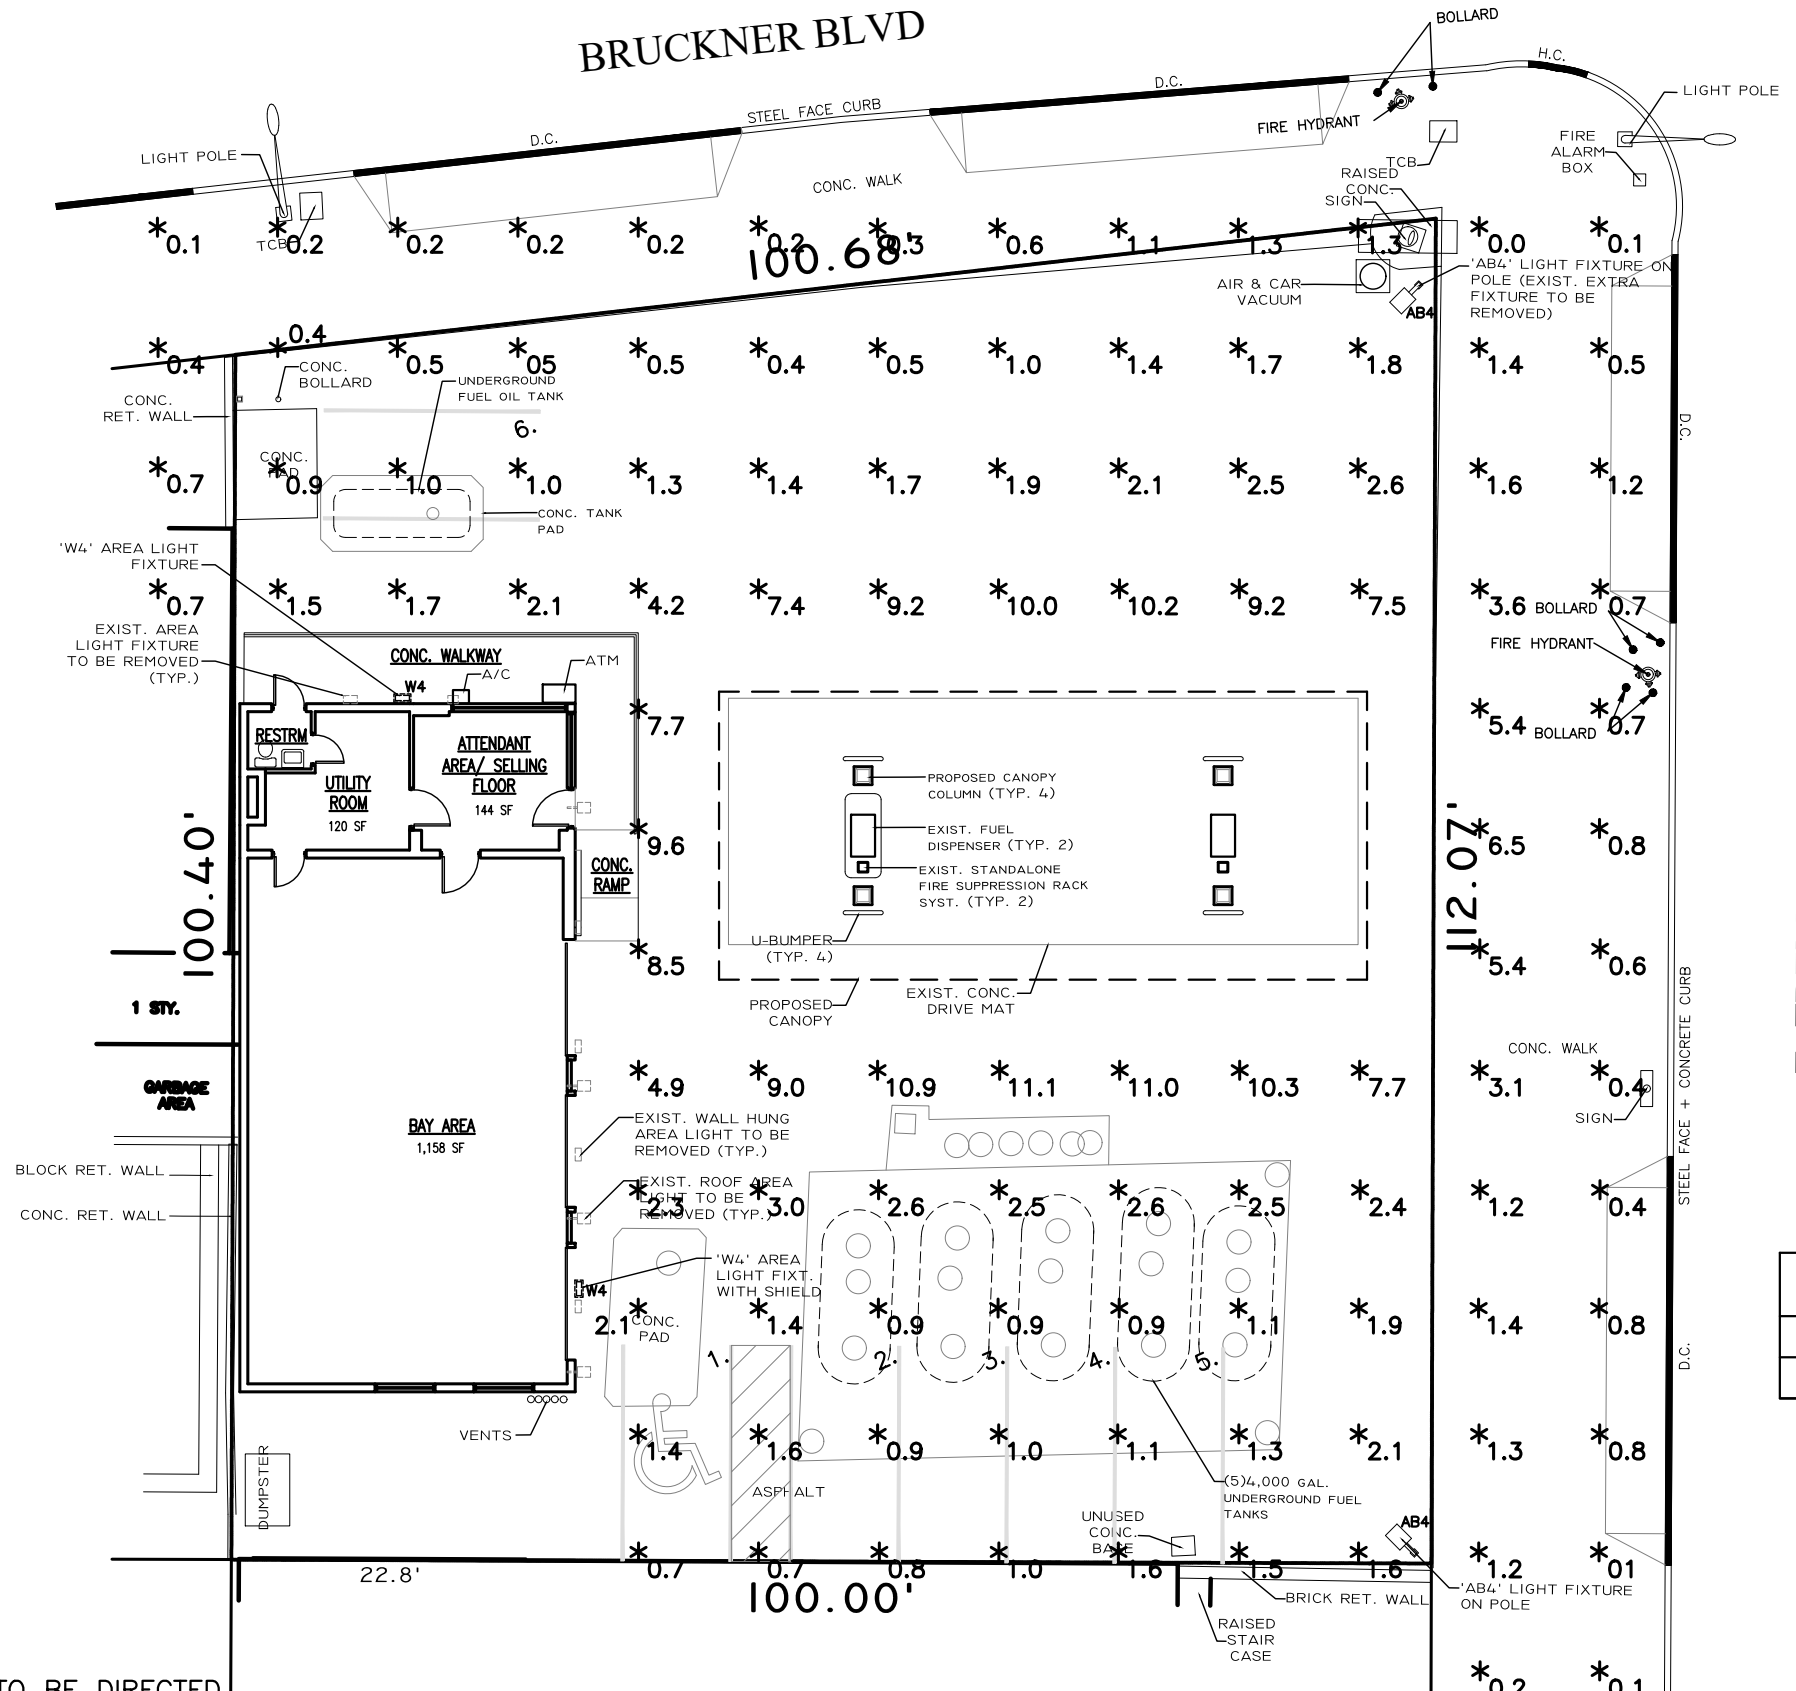 BRUCKNER BLVD
BOLLARD
H.C.
D.C.
LIGHT POLE
STEEL FACE CURB
FIRE HYDRANT
D.C.
FIRE
ALARM
BOX
LIGHT POLE
TCB
RAISED
CONC.
SIGN
CONC. WALK
TCB
0.1 0.2 0.2 0.2 0.2 0.2 0.3 0.6 1.1 1.3 1.3 0.0 0.1
100.68'
'AB4' LIGHT FIXTURE ON
POLE (EXIST. EXTRA
FIXTURE TO BE
REMOVED)
AIR & CAR
VACUUM
AB4
0.4 0.4 0.5 05 0.5 0.4 0.5 1.0 1.4 1.7 1.8 1.4 0.5
CONC.
BOLLARD
UNDERGROUND
FUEL OIL TANK
CONC.
RET. WALL
D.C.
6.
CONC.
PAD
0.7 0.9 1.0 1.0 1.3 1.4 1.7 1.9 2.1 2.5 2.6 1.6 1.2
CONC. TANK
PAD
'W4' AREA LIGHT
FIXTURE
0.7 1.5 1.7 2.1 4.2 7.4 9.2 10.0 10.2 9.2 7.5 3.6 0.7
BOLLARD
EXIST. AREA
LIGHT FIXTURE
TO BE REMOVED
(TYP.)
FIRE HYDRANT
CONC. WALKWAY
ATM
A/C
W4
7.7 5.4 0.7
BOLLARD
RESTRM
ATTENDANT
AREA/ SELLING
FLOOR
144 SF
UTILITY
ROOM
120 SF
PROPOSED CANOPY
COLUMN (TYP. 4)
EXIST. FUEL
DISPENSER (TYP. 2)
9.6 6.5 0.8
100.40'
112.07'
CONC.
RAMP
EXIST. STANDALONE
FIRE SUPPRESSION RACK
SYST. (TYP. 2)
U-BUMPER
(TYP. 4)
8.5 5.4 0.6
PROPOSED
CANOPY
EXIST. CONC.
DRIVE MAT
1 STY.
STEEL FACE + CONCRETE CURB
CONC. WALK
4.9 9.0 10.9 11.1 11.0 10.3 7.7 3.1 0.4
GARBAGE
AREA
SIGN
BAY AREA
1,158 SF
EXIST. WALL HUNG
AREA LIGHT TO BE
REMOVED (TYP.)
BLOCK RET. WALL
EXIST. ROOF AREA
LIGHT TO BE
REMOVED (TYP.)
2.3 3.0 2.6 2.5 2.6 2.5 2.4 1.2 0.4
CONC. RET. WALL
'W4' AREA
LIGHT FIXT.
WITH SHIELD
W4
2.1 1.4 0.9 0.9 0.9 1.1 1.9 1.4 0.8
CONC.
PAD
1. 2. 3. 4. 5.
D.C.
VENTS
1.4 1.6 0.9 1.0 1.1 1.3 2.1 1.3 0.8
DUMPSTER
ASPHALT
(5)4,000 GAL.
UNDERGROUND FUEL
TANKS
UNUSED
CONC.
BASE
AB4
0.7 0.7 0.8 1.0 1.6 1.5 1.6 1.2 01
22.8'
100.00'
BRICK RET. WALL
'AB4' LIGHT FIXTURE
ON POLE
RAISED
STAIR
CASE
TO BE DIRECTED
0.2 0.1